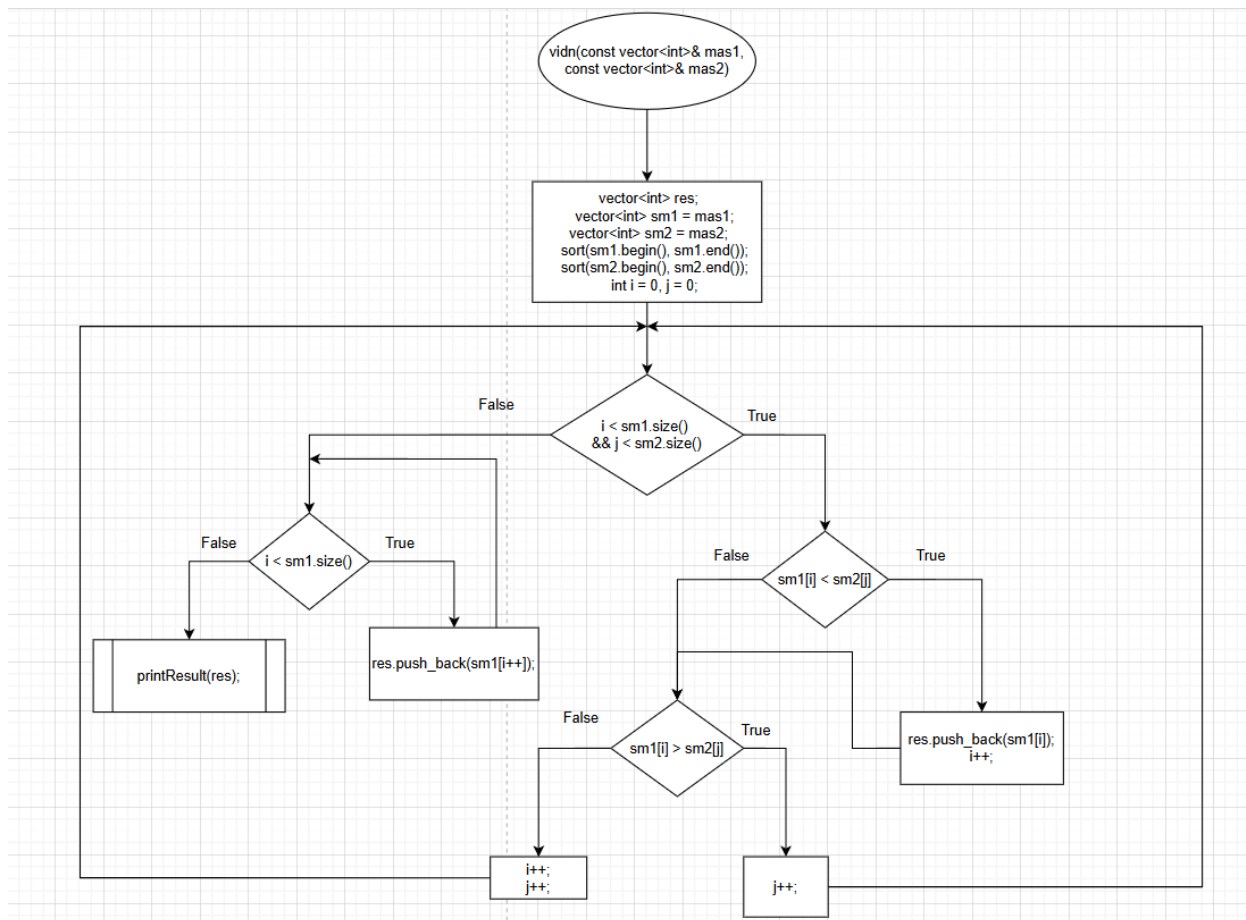 vidn(const vector<int>& mas1,
const vector<int>& mas2)
vector<int> res;
vector<int> sm1 = mas1;
vector<int> sm2 = mas2;
sort(sm1.begin(), sm1.end());
sort(sm2.begin(), sm2.end());
int i = 0, j = 0;
False
True
i < sm1.size()
&& j < sm2.size()
False
True
i < sm1.size()
printResult(res);
res.push_back(sm1[i++]);
False
True
sm1[i] < sm2[j]
res.push_back(sm1[i]);
i++;
False
True
sm1[i] > sm2[j]
i++;
j++;
j++;